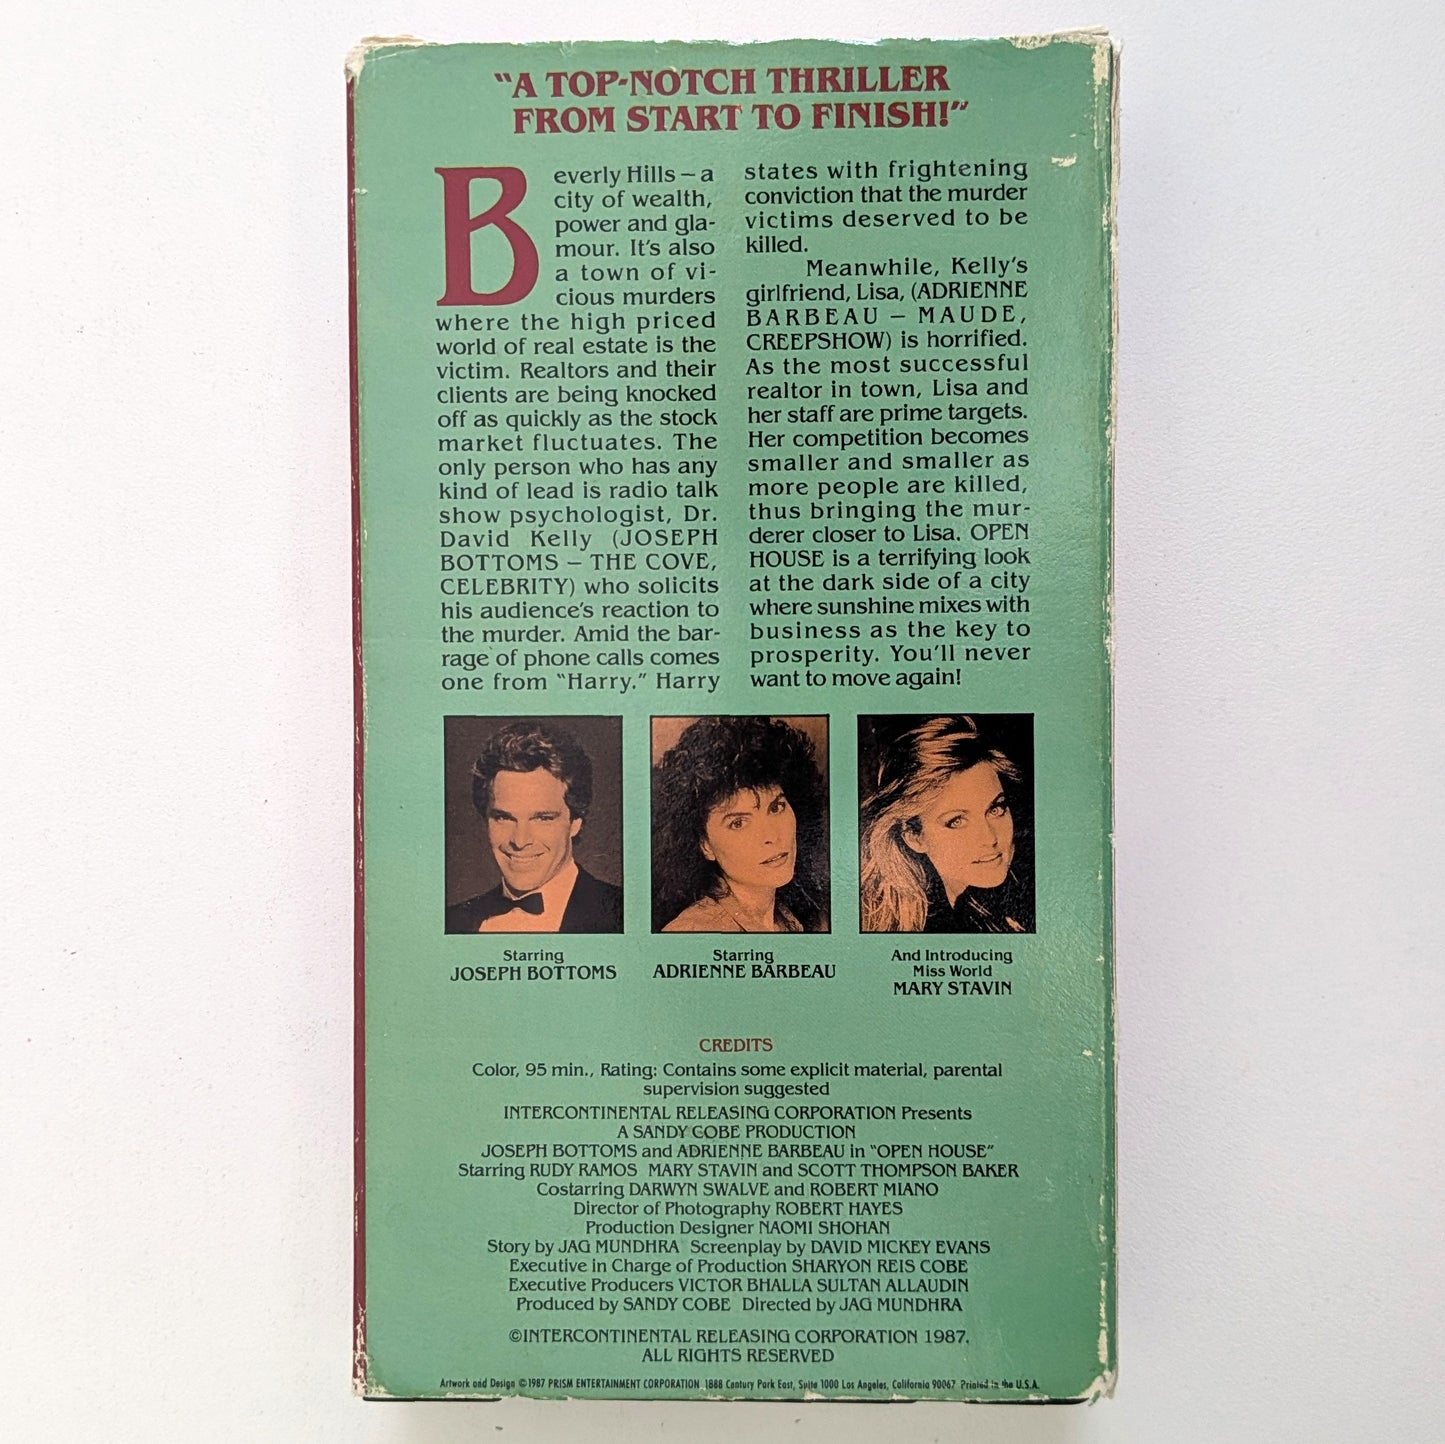 "A TOP-NOTCH THRILLER
FROM START TO FINISH!"
Beverly Hills – a
city of wealth,
power and gla-
mour. It's also
a town of vi-
cious murders
where the high priced
world of real estate is the
victim. Realtors and their
clients are being knocked
off as quickly as the stock
market fluctuates. The
only person who has any
kind of lead is radio talk
show psychologist, Dr.
David Kelly (JOSEPH
BOTTOMS – THE COVE,
CELEBRITY) who solicits
his audience's reaction to
the murder. Amid the bar-
rage of phone calls comes
one from "Harry." Harry
states with frightening
conviction that the murder
victims deserved to be
killed.
Meanwhile, Kelly's
girlfriend, Lisa, (ADRIENNE
BARBEAU – MAUDE,
CREEPSHOW) is horrified.
As the most successful
realtor in town, Lisa and
her staff are prime targets.
Her competition becomes
smaller and smaller as
more people are killed,
thus bringing the mur-
derer closer to Lisa. OPEN
HOUSE is a terrifying look
at the dark side of a city
where sunshine mixes with
business as the key to
prosperity. You'll never
want to move again!
Starring
JOSEPH BOTTOMS
Starring
ADRIENNE BARBEAU
And Introducing
Miss World
MARY STAVIN
CREDITS
Color, 95 min., Rating: Contains some explicit material, parental
supervision suggested
INTERCONTINENTAL RELEASING CORPORATION Presents
A SANDY COBE PRODUCTION
JOSEPH BOTTOMS and ADRIENNE BARBEAU in "OPEN HOUSE"
Starring RUDY RAMOS MARY STAVIN and SCOTT THOMPSON BAKER
Costarring DARWYN SWALVE and ROBERT MIANO
Director of Photography ROBERT HAYES
Production Designer NAOMI SHOHAN
Story by JAG MUNDHRA Screenplay by DAVID MICKEY EVANS
Executive in Charge of Production SHARYON REIS COBE
Executive Producers VICTOR BHALLA SULTAN ALLAUDIN
Produced by SANDY COBE Directed by JAG MUNDHRA
©INTERCONTINENTAL RELEASING CORPORATION 1987.
ALL RIGHTS RESERVED
Artwork and Design ©1987 PRISM ENTERTAINMENT CORPORATION 1888 Century Park East, Suite 1000 Los Angeles, California 90067 Printed in the U.S.A.